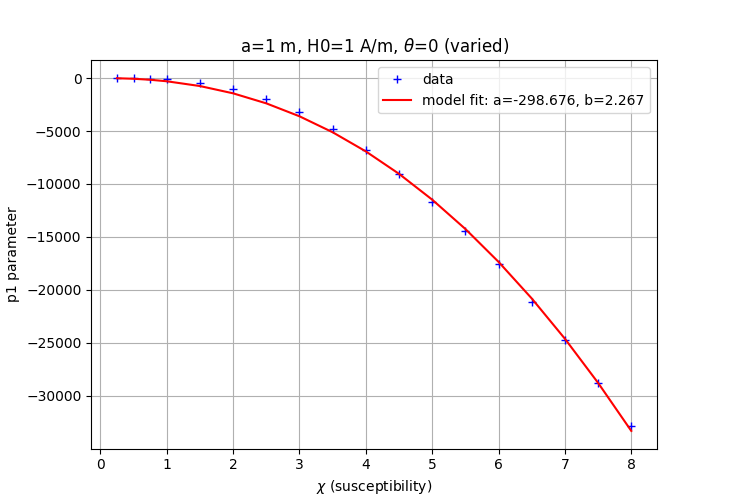 a=1 m, H0=1 A/m, θ=0 (varied)
data
model fit: a=-298.676, b=2.267
p1 parameter
0
−5000
−10000
−15000
−20000
−25000
−30000
0 1 2 3 4 5 6 7 8
χ (susceptibility)